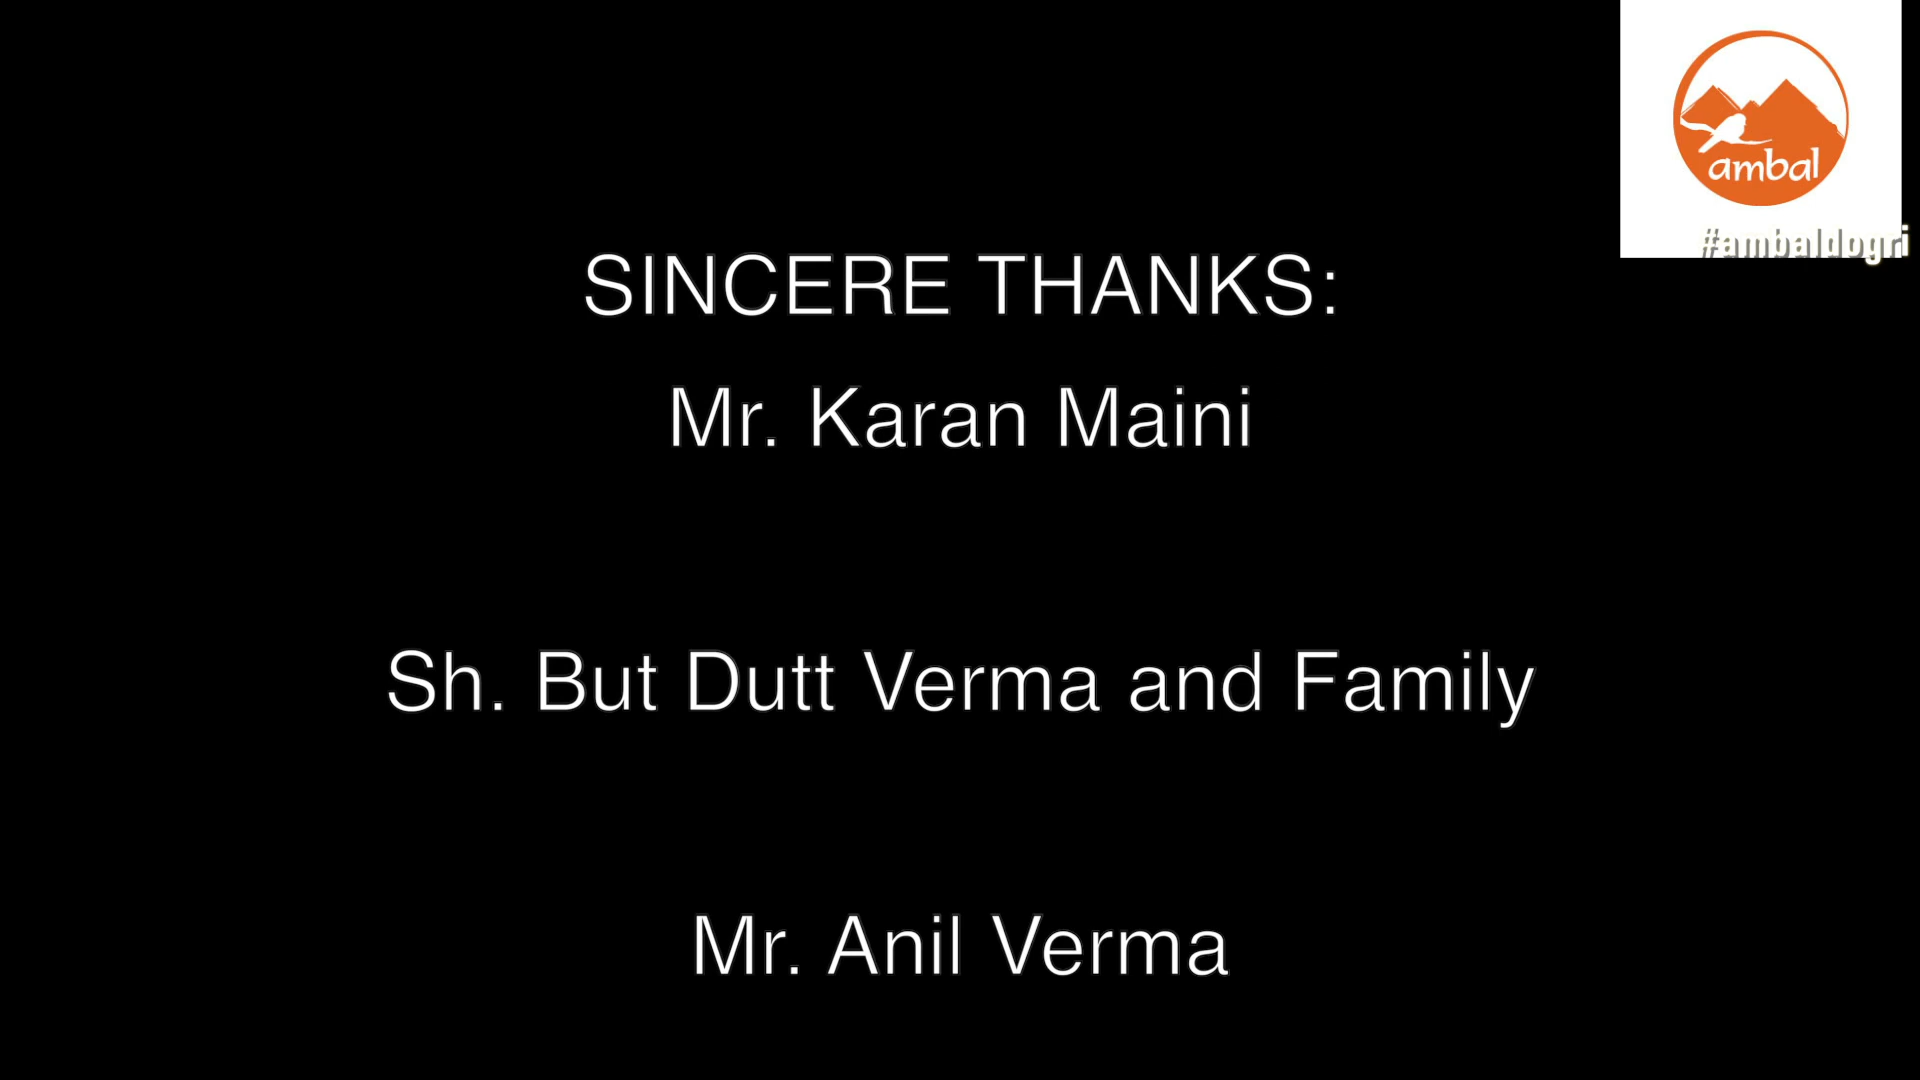 ambal
#ambaldogri
SINCERE THANKS:
Mr. Karan Maini
Sh. But Dutt Verma and Family
Mr. Anil Verma